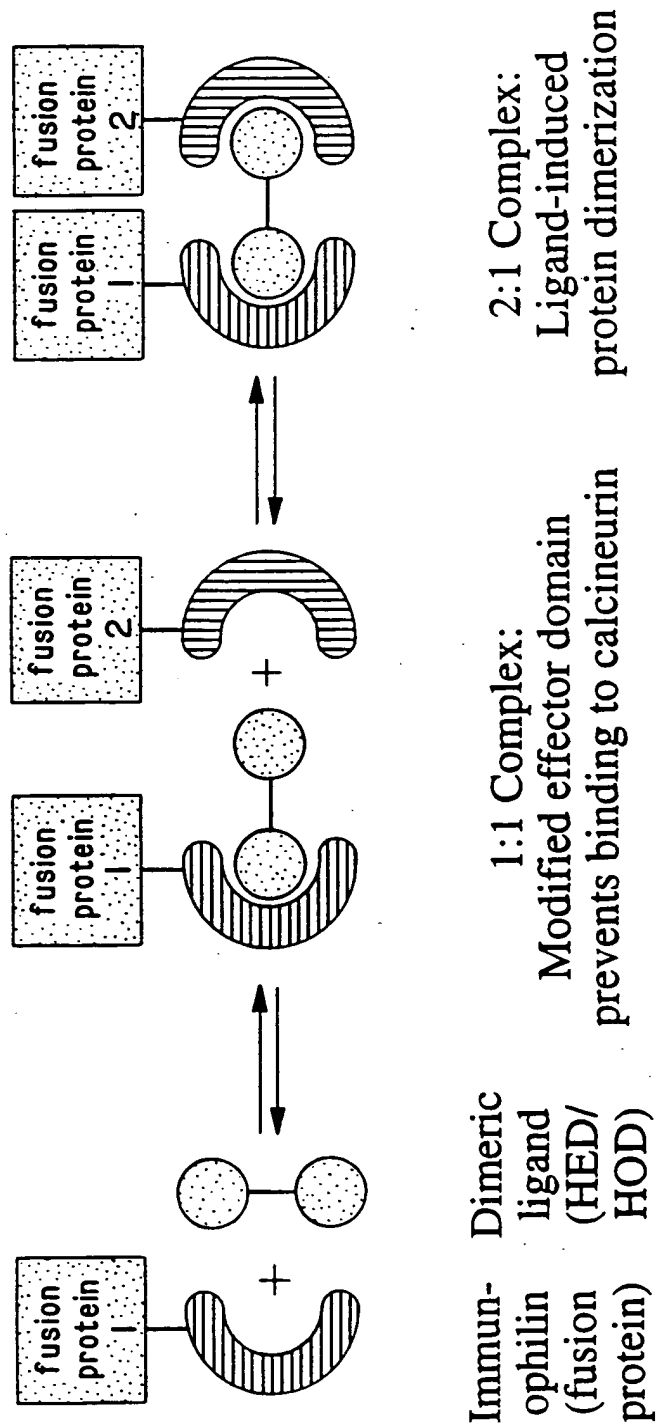 fusion
protein
1
+
fusion
protein
1
+
fusion
protein
2
fusion
protein
1
fusion
protein
2
Immun-
ophilin
(fusion
protein)
Dimeric
ligand
(HED/
HOD)
1:1 Complex:
Modified effector domain
prevents binding to calcineurin
2:1 Complex:
Ligand-induced
protein dimerization